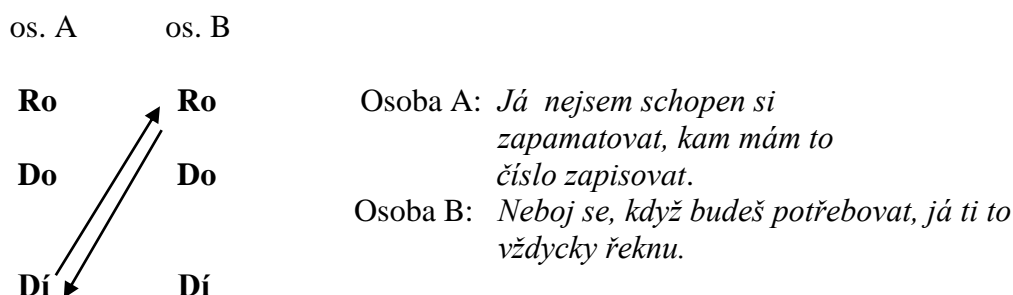 os. A os. B
Ro Ro Osoba A: Já nejsem schopen si
zapamatovat, kam mám to
Do Do číslo zapisovat.
Osoba B: Neboj se, když budeš potřebovat, já ti to
vždycky řeknu.
Dí Dí